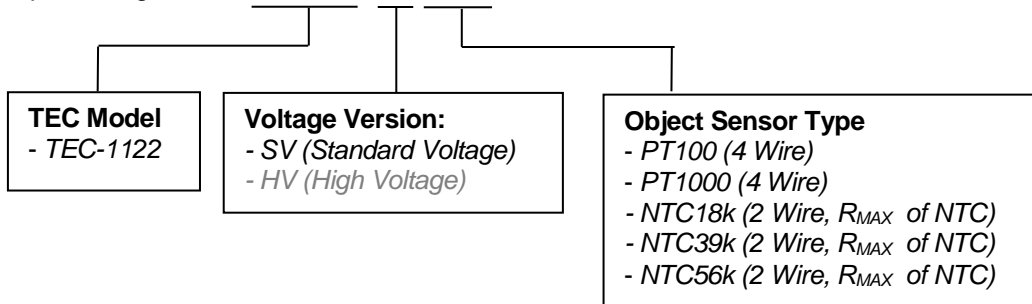 TEC Model
- TEC-1122
Voltage Version:
- SV (Standard Voltage)
- HV (High Voltage)
Object Sensor Type
- PT100 (4 Wire)
- PT1000 (4 Wire)
- NTC18k (2 Wire, RMAX of NTC)
- NTC39k (2 Wire, RMAX of NTC)
- NTC56k (2 Wire, RMAX of NTC)